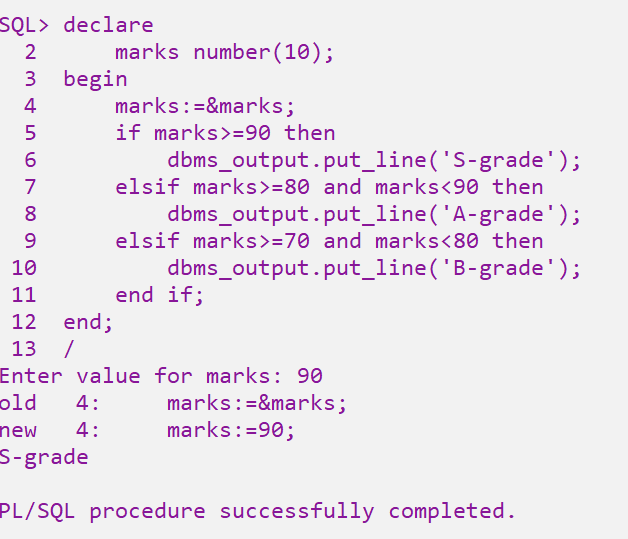 SQL> declare
  2      marks number(10);
  3  begin
  4      marks:=&marks;
  5      if marks>=90 then
  6          dbms_output.put_line('S-grade');
  7      elsif marks>=80 and marks<90 then
  8          dbms_output.put_line('A-grade');
  9      elsif marks>=70 and marks<80 then
 10          dbms_output.put_line('B-grade');
 11      end if;
 12  end;
 13  /
Enter value for marks: 90
old   4:     marks:=&marks;
new   4:     marks:=90;
S-grade
PL/SQL procedure successfully completed.